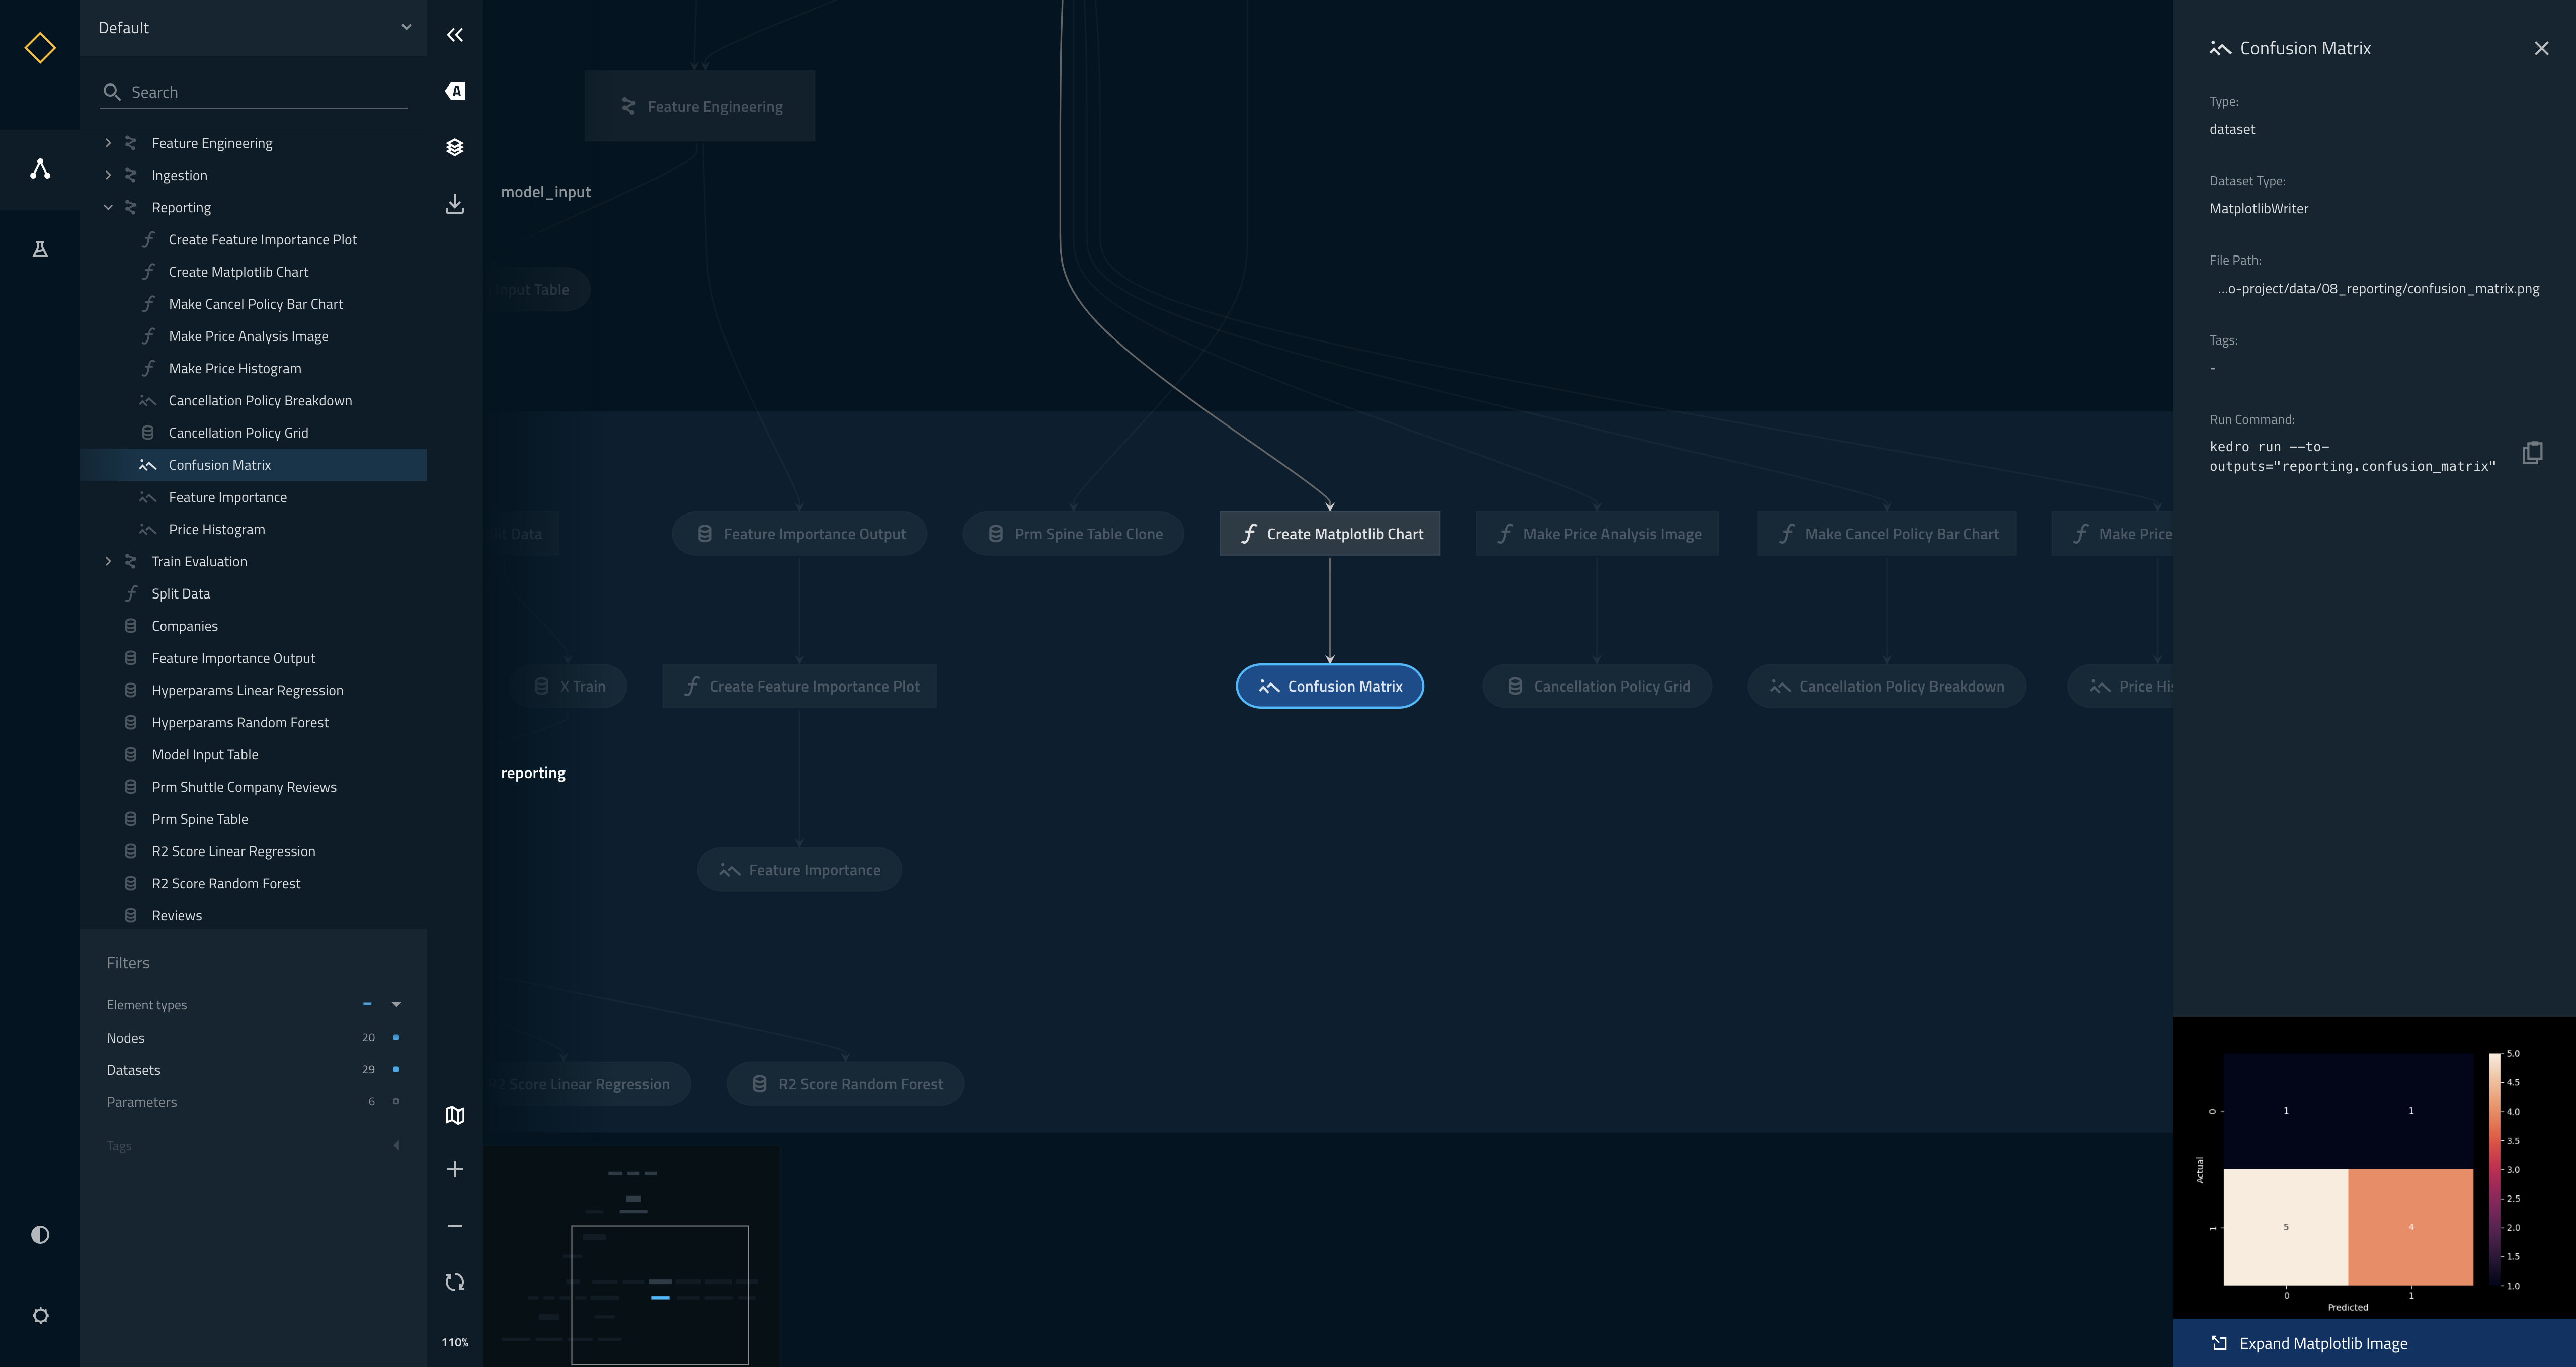 Default
Search
Feature Engineering
Ingestion
Reporting
Create Feature Importance Plot
Create Matplotlib Chart
Make Cancel Policy Bar Chart
Make Price Analysis Image
Make Price Histogram
Cancellation Policy Breakdown
Cancellation Policy Grid
Confusion Matrix
Feature Importance
Price Histogram
Train Evaluation
Split Data
Companies
Feature Importance Output
Hyperparams Linear Regression
Hyperparams Random Forest
Model Input Table
Prm Shuttle Company Reviews
Prm Spine Table
R2 Score Linear Regression
R2 Score Random Forest
Reviews
Filters
Element types
Nodes 20
Datasets 29
Parameters 6
Tags
A
110%
Feature Engineering
model_input
Input Table
Data
Feature Importance Output
Prm Spine Table Clone
Create Matplotlib Chart
Make Price Analysis Image
Make Cancel Policy Bar Chart
Make Price
X Train
Create Feature Importance Plot
Confusion Matrix
Cancellation Policy Grid
Cancellation Policy Breakdown
Price His
reporting
Feature Importance
R2 Score Linear Regression
R2 Score Random Forest
Confusion Matrix
Type:
dataset
Dataset Type:
MatplotlibWriter
File Path:
...o-project/data/08_reporting/confusion_matrix.png
Tags:
-
Run Command:
kedro run --to-
outputs="reporting.confusion_matrix"
5.0
4.5
4.0
3.5
3.0
2.5
2.0
1.5
1.0
0 1 1
Actual
1 5 4
0 1
Predicted
Expand Matplotlib Image